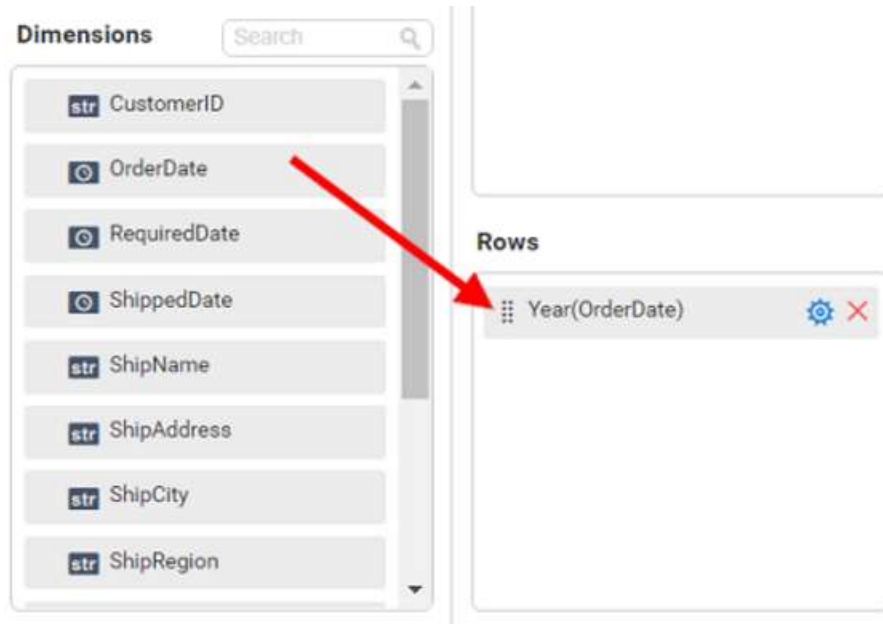 Dimensions
Search
str CustomerID
OrderDate
RequiredDate
ShippedDate
str ShipName
str ShipAddress
str ShipCity
str ShipRegion
Rows
Year(OrderDate)